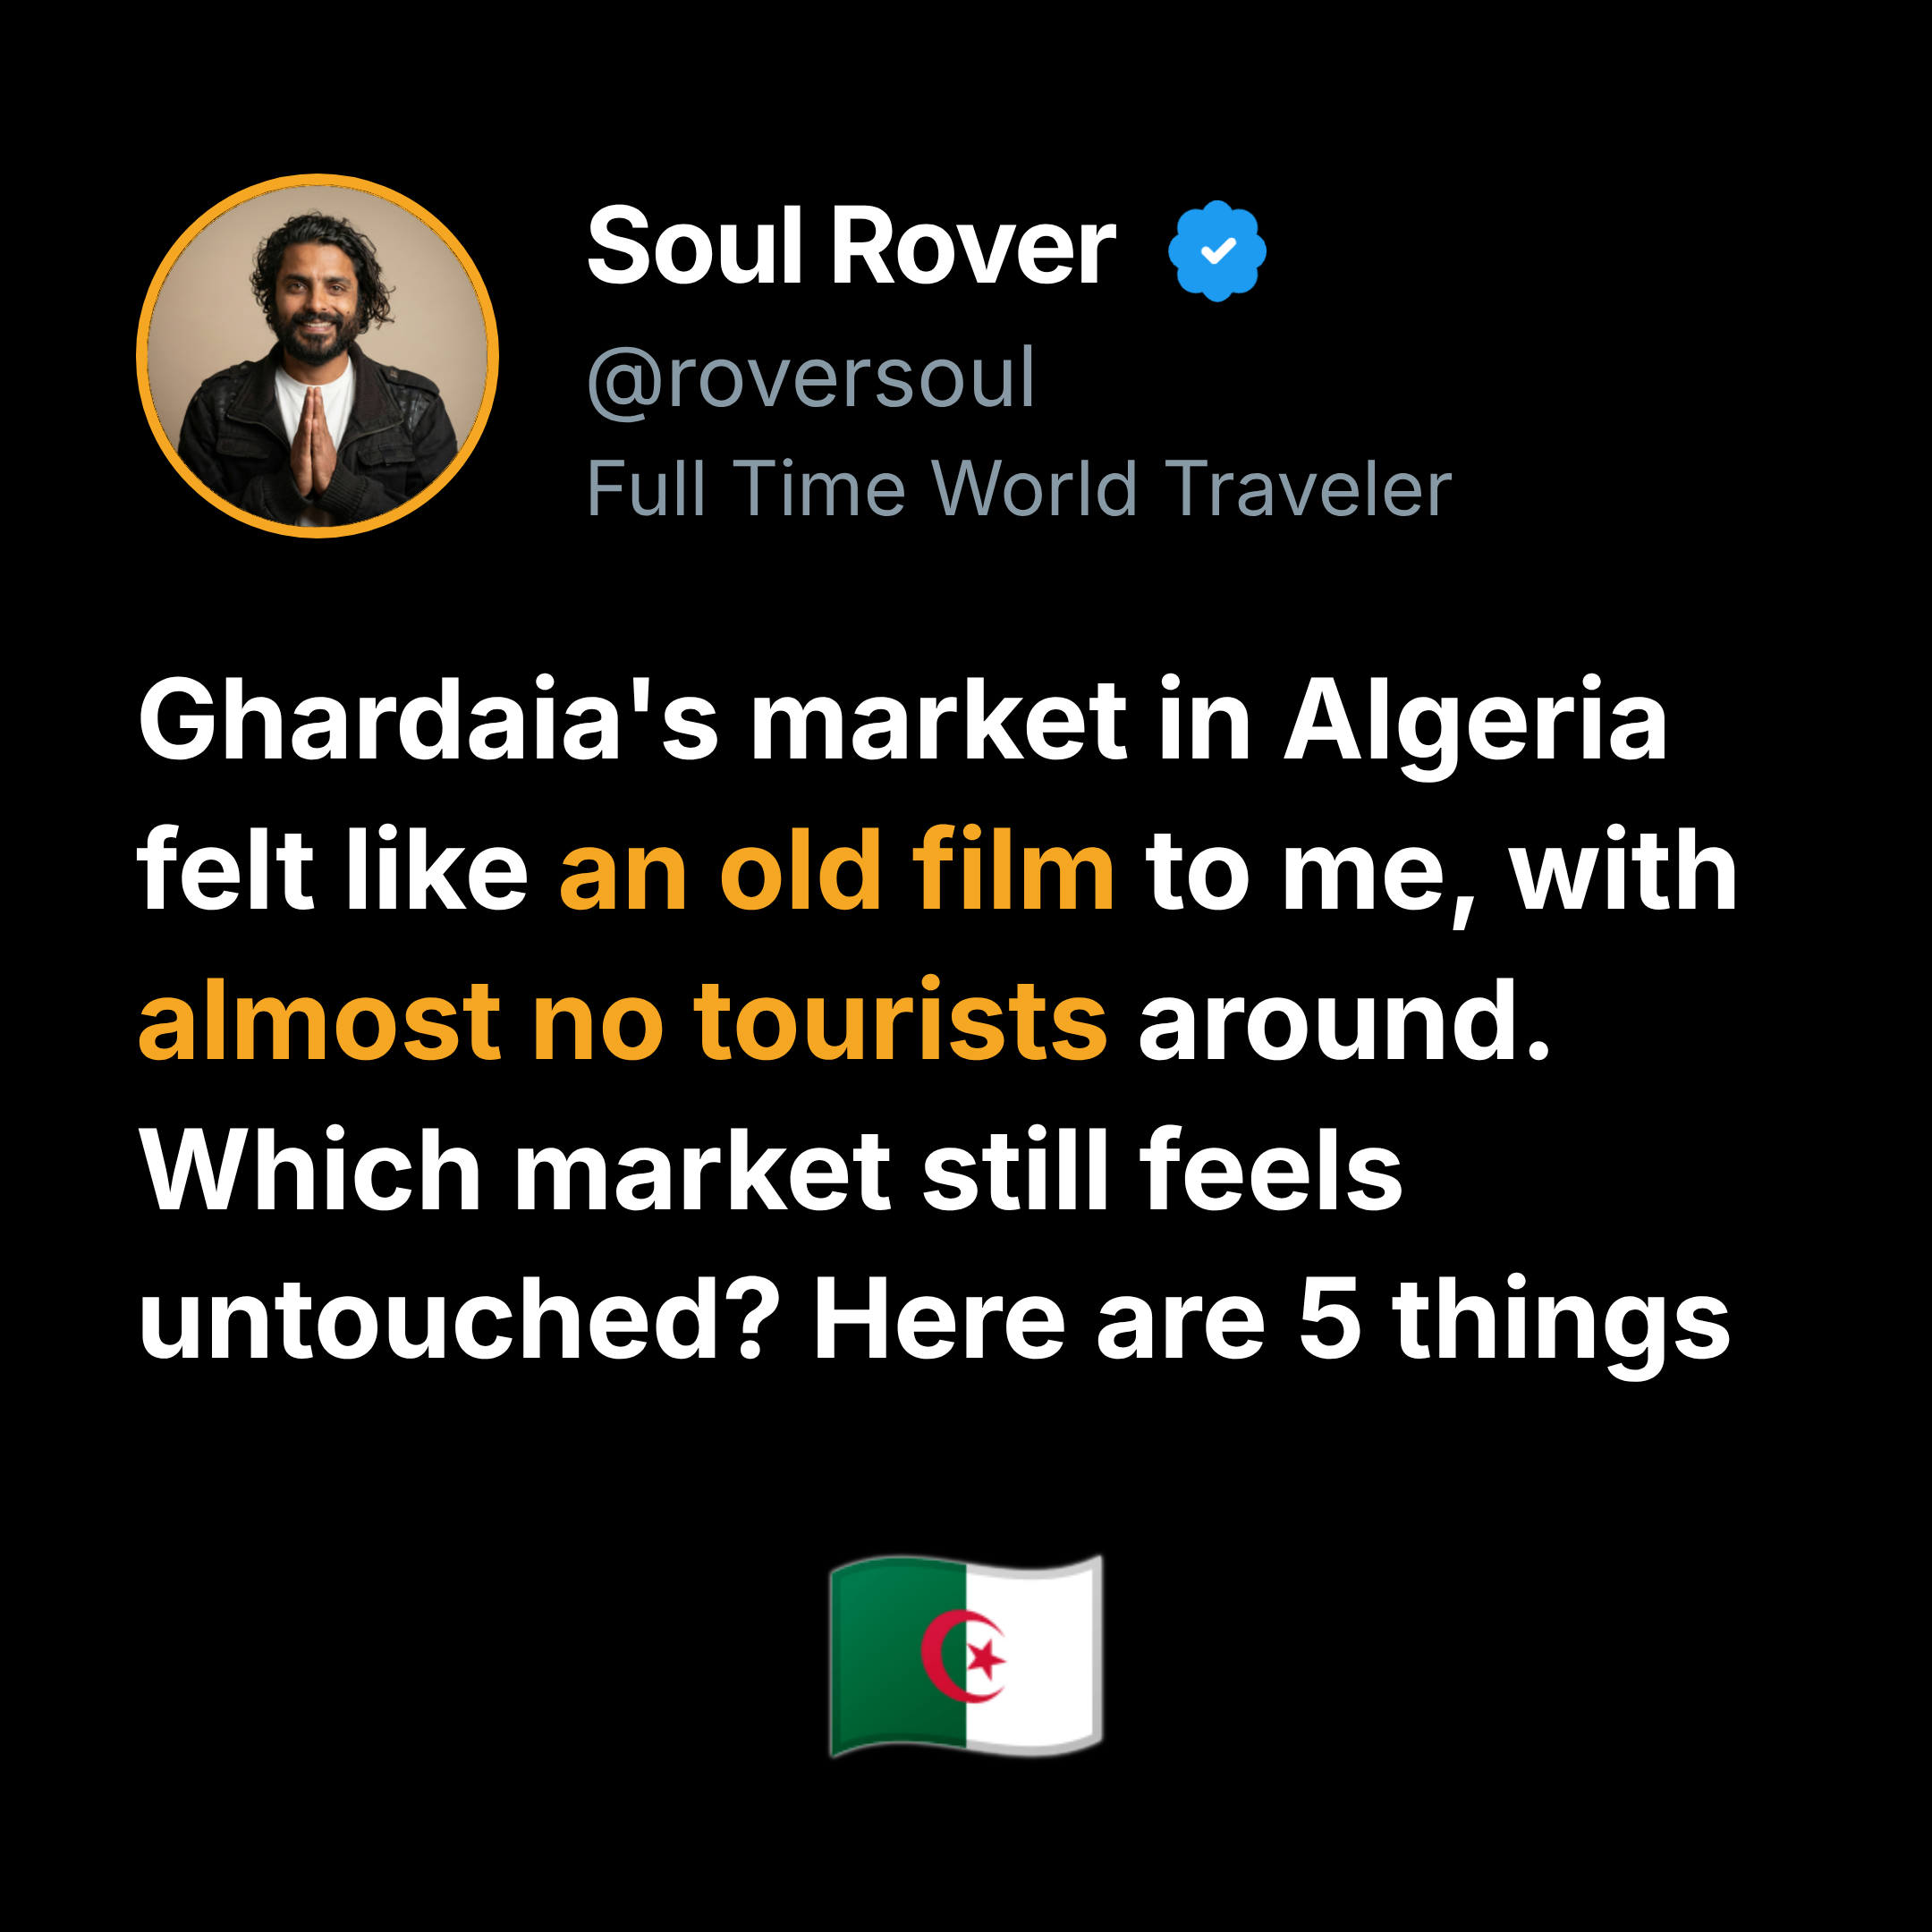 Soul Rover
@roversoul
Full Time World Traveler
Ghardaia's market in Algeria
felt like an old film to me, with
almost no tourists around.
Which market still feels
untouched? Here are 5 things